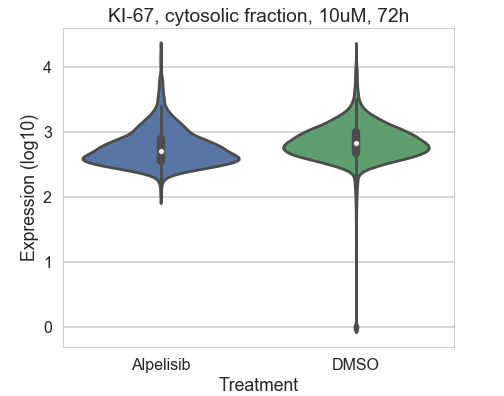 KI-67, cytosolic fraction, 10uM, 72h
Expression (log10)
4
3
2
1
0
Alpelisib DMSO
Treatment